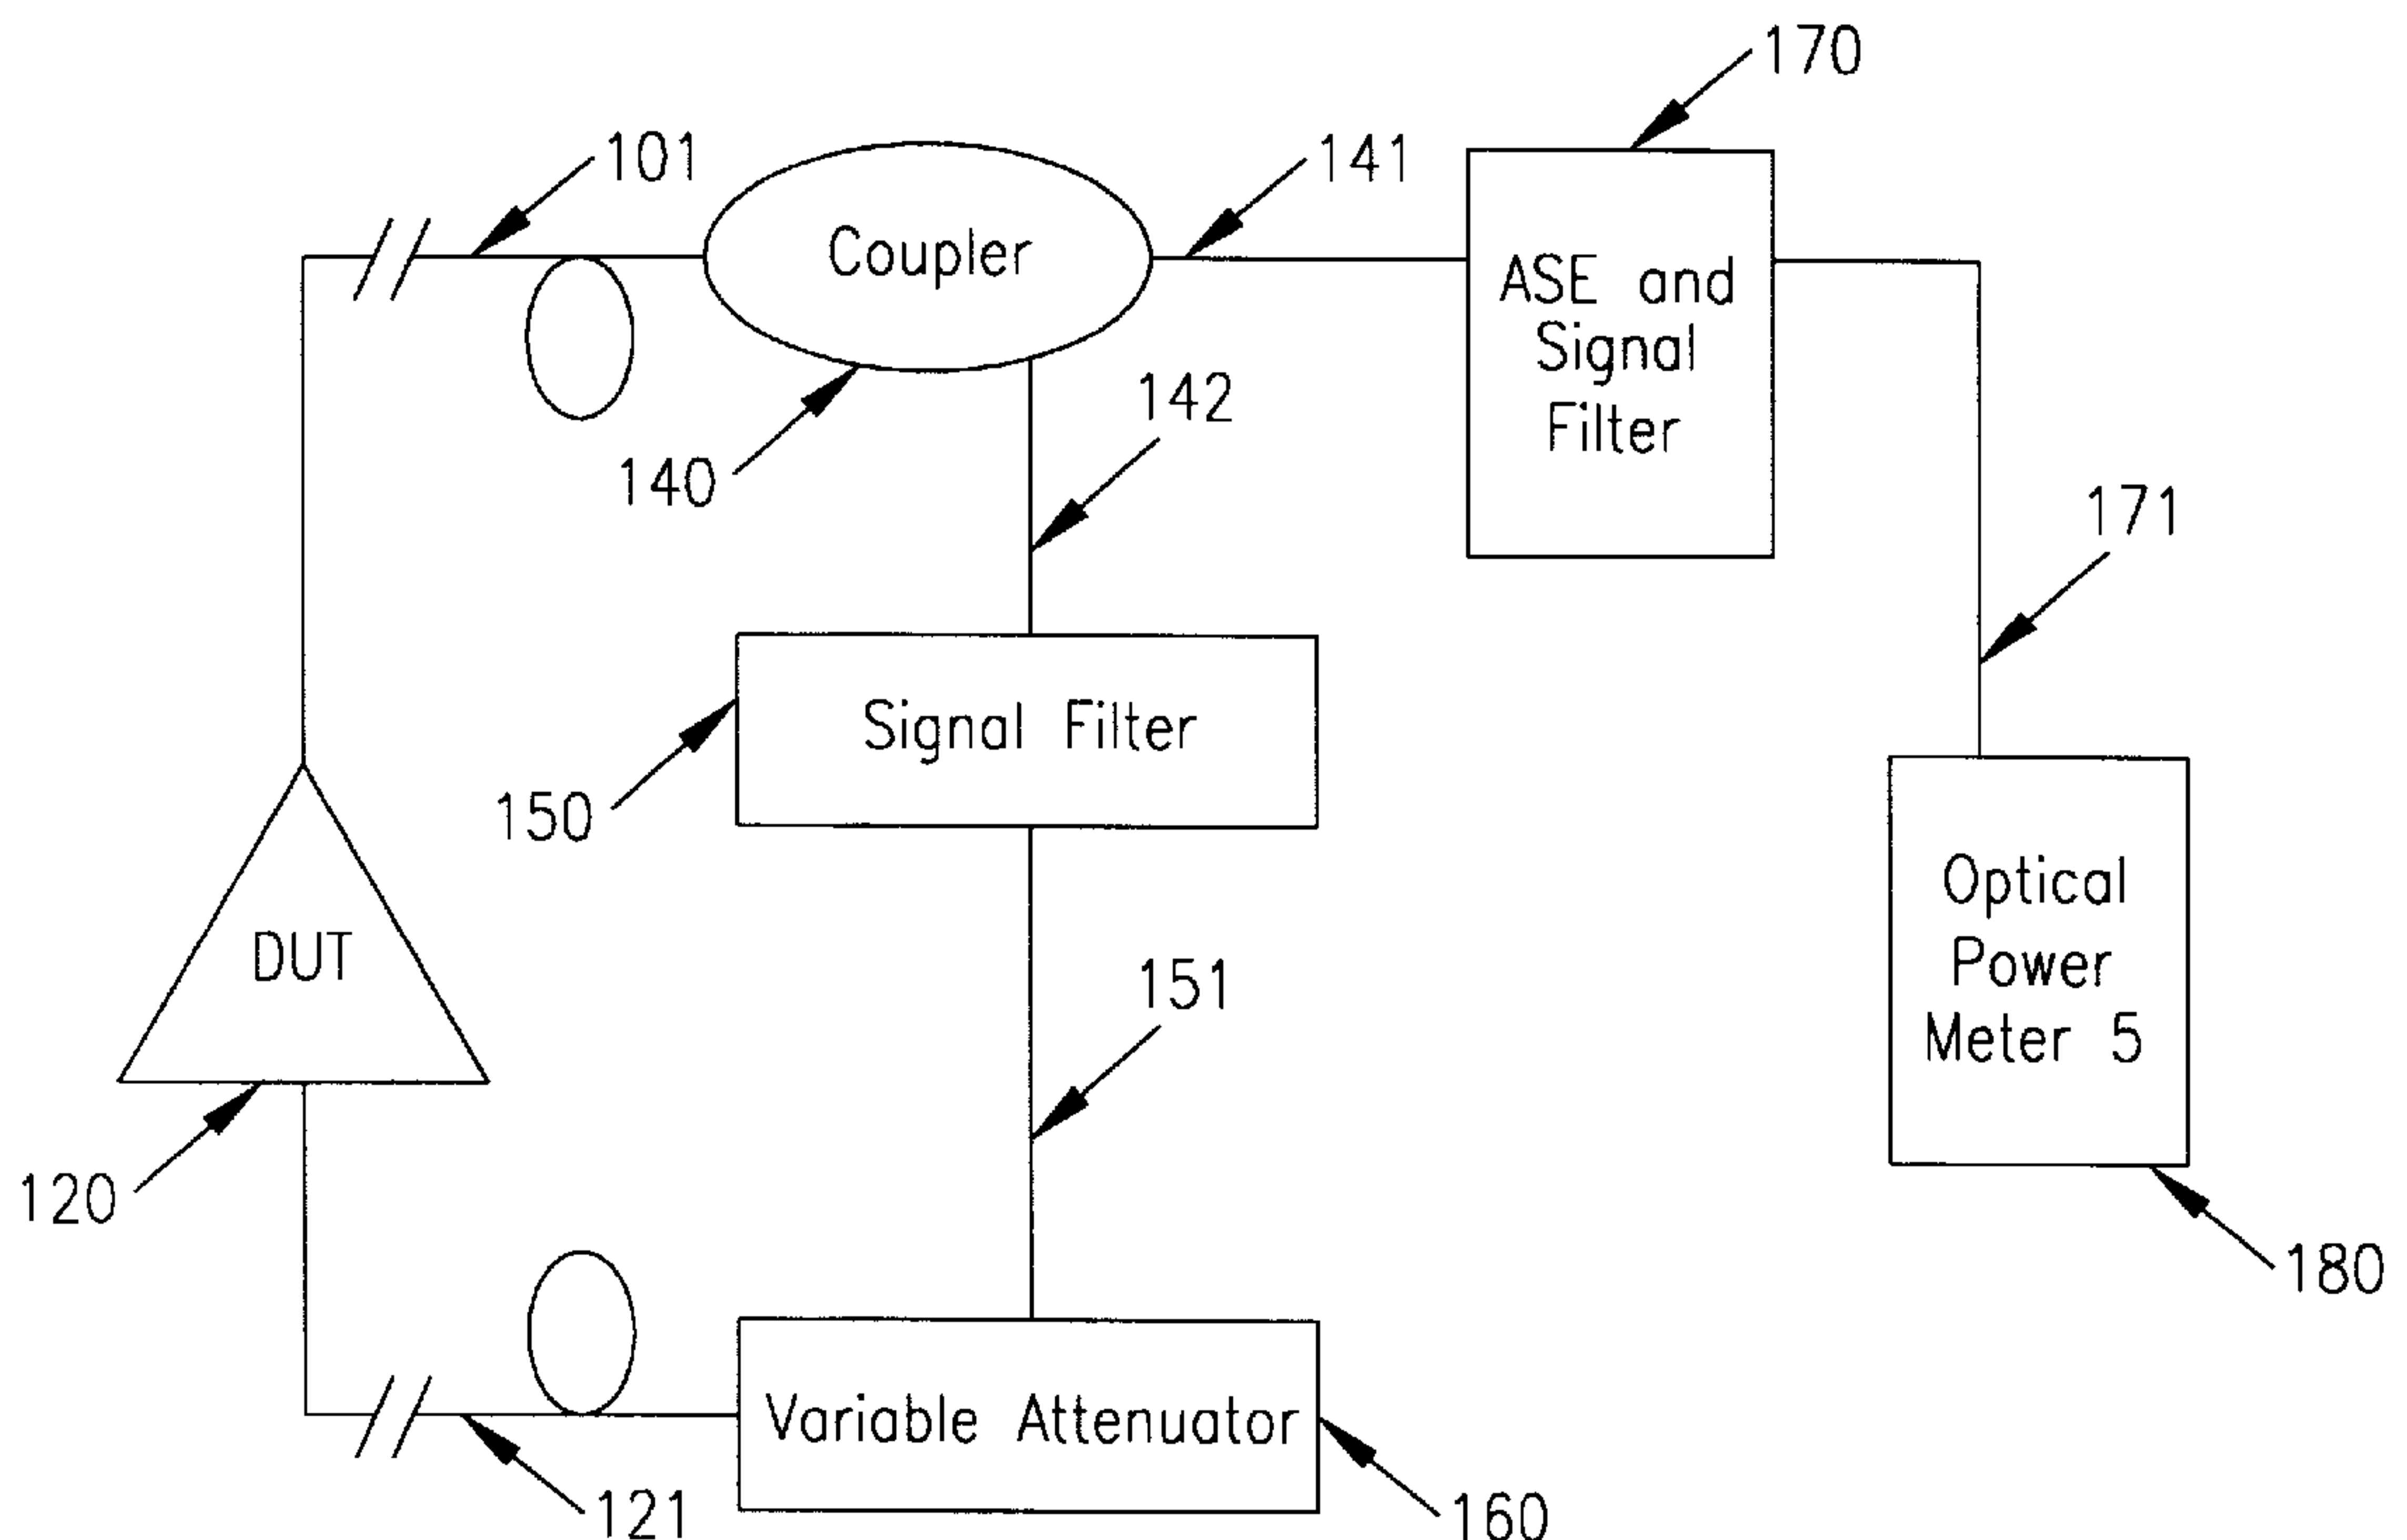 170
101
141
Coupler
ASE and
Signal
Filter
142
140
171
Signal Filter
150
Optical
Power
Meter 5
DUT
151
120
180
Variable Attenuator
121
160